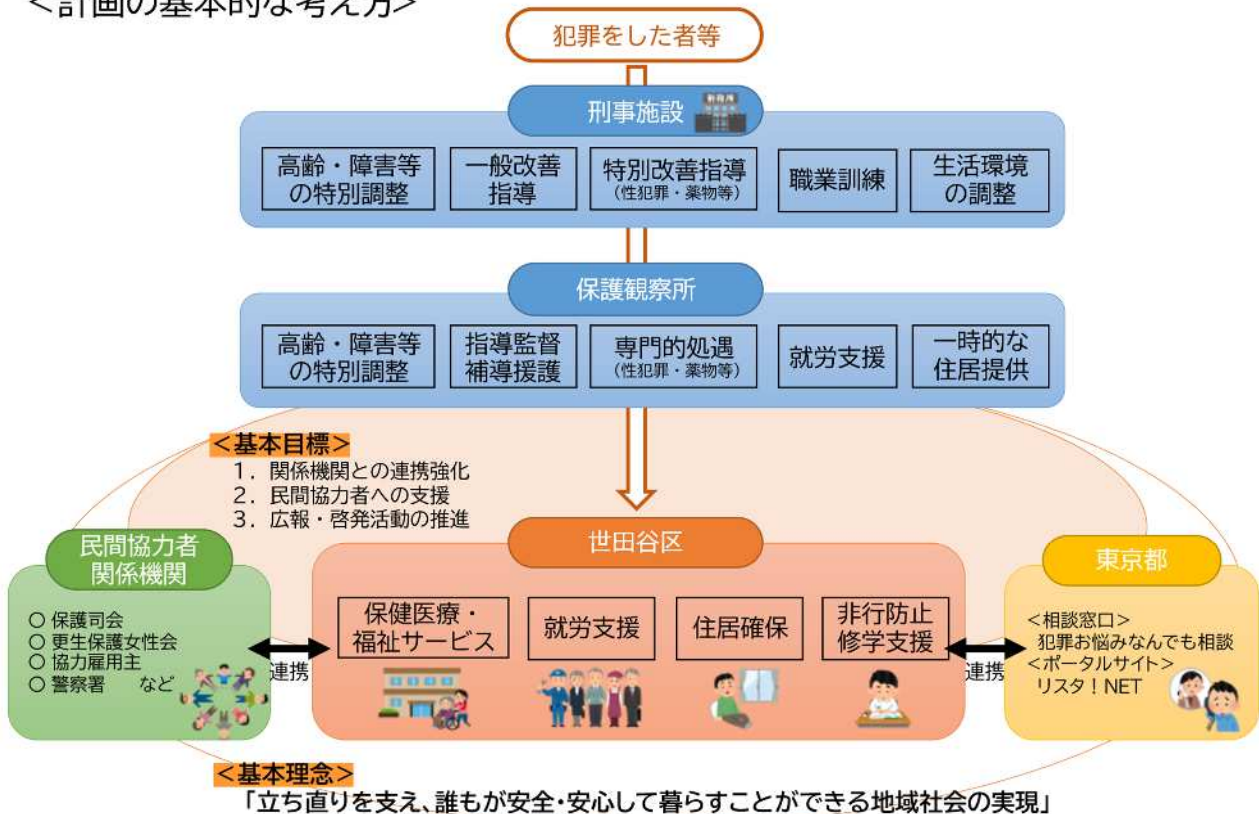 ＜計画の基本的な考え方＞
犯罪をした者等
刑事施設
高齢・障害等
の特別調整
一般改善
指導
特別改善指導
（性犯罪・薬物等）
職業訓練
生活環境
の調整
保護観察所
高齢・障害等
の特別調整
指導監督
補導援護
専門的処遇
（性犯罪・薬物等）
就労支援
一時的な
住居提供
＜基本目標＞
1．関係機関との連携強化
2．民間協力者への支援
3．広報・啓発活動の推進
民間協力者
関係機関
○ 保護司会
○ 更生保護女性会
○ 協力雇用主
○ 警察署　など
連携
世田谷区
保健医療・
福祉サービス
就労支援
住居確保
非行防止
修学支援
連携
東京都
＜相談窓口＞
犯罪お悩みなんでも相談
＜ポータルサイト＞
リスタ！NET
＜基本理念＞
「立ち直りを支え、誰もが安全・安心して暮らすことができる地域社会の実現」